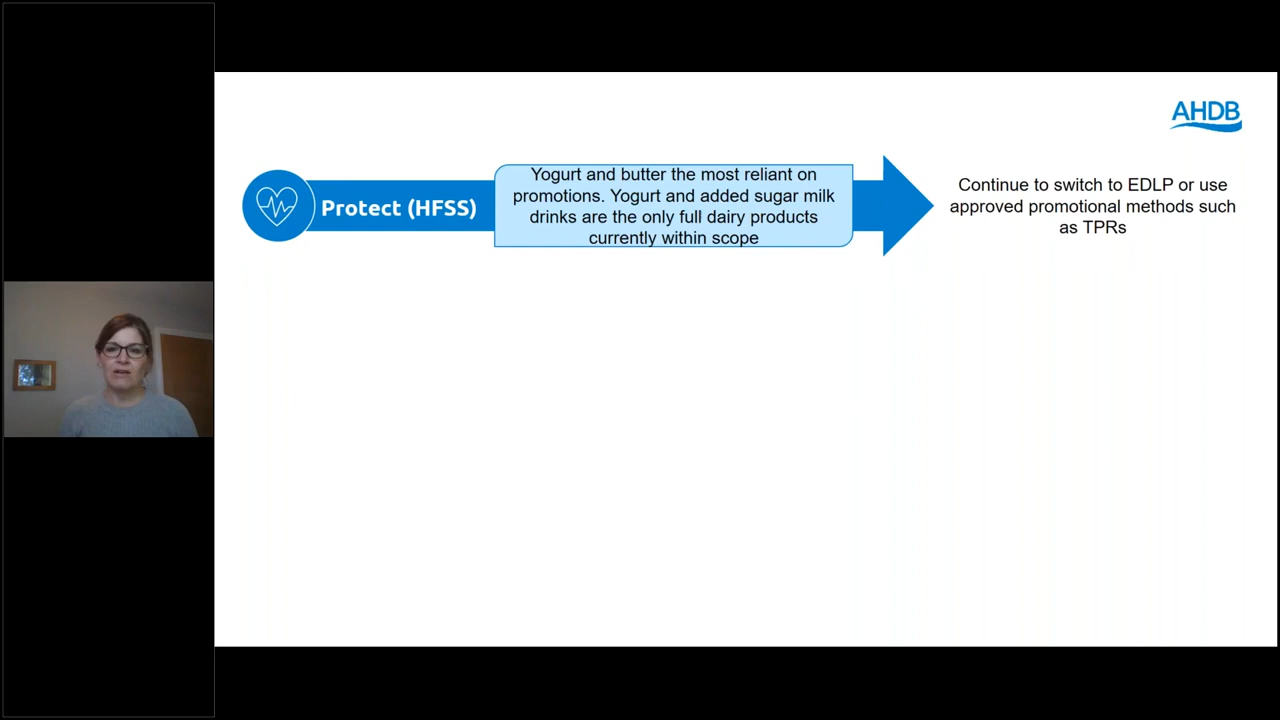 AHDB
Protect (HFSS)
Yogurt and butter the most reliant on
promotions. Yogurt and added sugar milk
drinks are the only full dairy products
currently within scope
Continue to switch to EDLP or use
approved promotional methods such
as TPRs